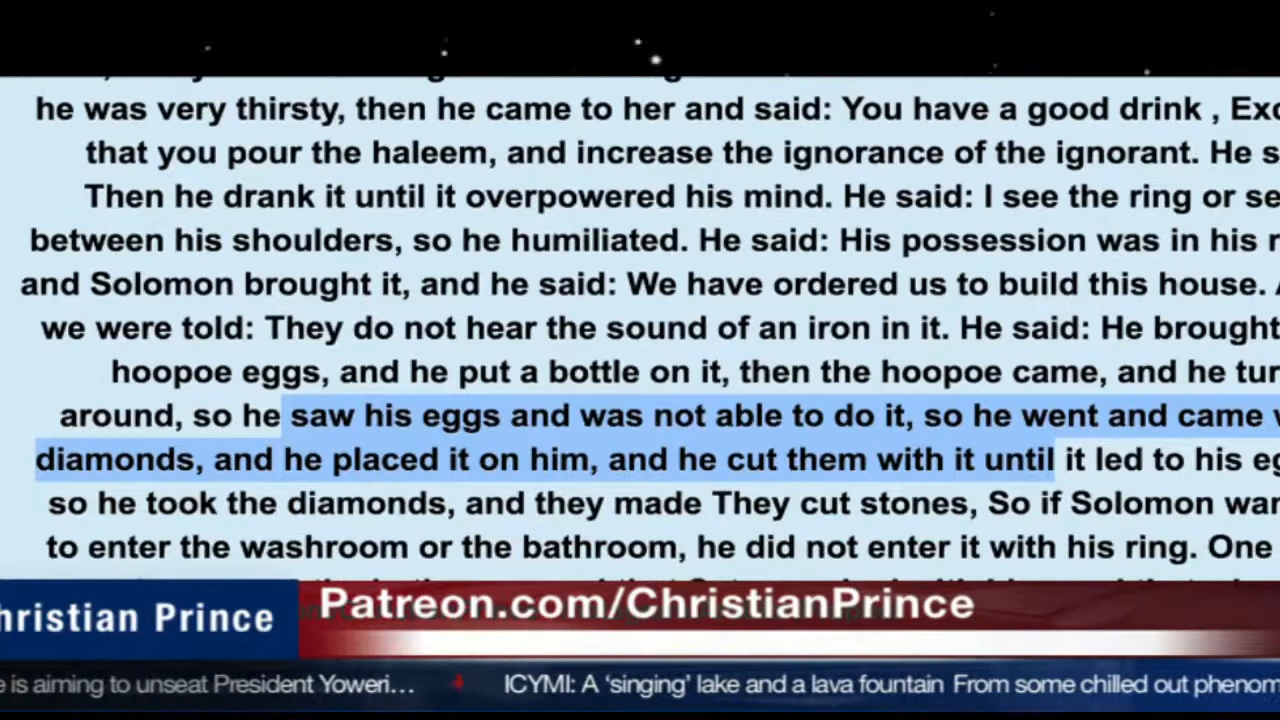 he was very thirsty, then he came to her and said: You have a good drink , Exc
that you pour the haleem, and increase the ignorance of the ignorant. He s
Then he drank it until it overpowered his mind. He said: I see the ring or se
between his shoulders, so he humiliated. He said: His possession was in his r
and Solomon brought it, and he said: We have ordered us to build this house. A
we were told: They do not hear the sound of an iron in it. He said: He brought
hoopoe eggs, and he put a bottle on it, then the hoopoe came, and he tur
around, so he saw his eggs and was not able to do it, so he went and came w
diamonds, and he placed it on him, and he cut them with it until it led to his eg
so he took the diamonds, and they made They cut stones, So if Solomon wan
to enter the washroom or the bathroom, he did not enter it with his ring. One
hristian Prince
Patreon.com/ChristianPrince
e is aiming to unseat President Yoweri... ICYMI: A 'singing' lake and a lava fountain From some chilled out phenom